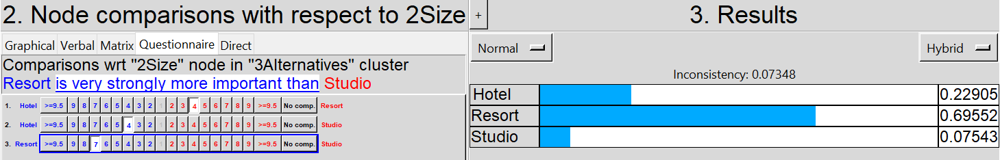 2. Node comparisons with respect to 2Size
+
3. Results
Graphical Verbal Matrix Questionnaire Direct
Comparisons wrt "2Size" node in "3Alternatives" cluster
Resort is very strongly more important than Studio
1. Hotel >=9.5 9 8 7 6 5 4 3 2 1 2 3 4 5 6 7 8 9 >=9.5 No comp. Resort
2. Hotel >=9.5 9 8 7 6 5 4 3 2 1 2 3 4 5 6 7 8 9 >=9.5 No comp. Studio
3. Resort >=9.5 9 8 7 6 5 4 3 2 1 2 3 4 5 6 7 8 9 >=9.5 No comp. Studio
Normal
Hybrid
Inconsistency: 0.07348
Hotel 0.22905
Resort 0.69552
Studio 0.07543